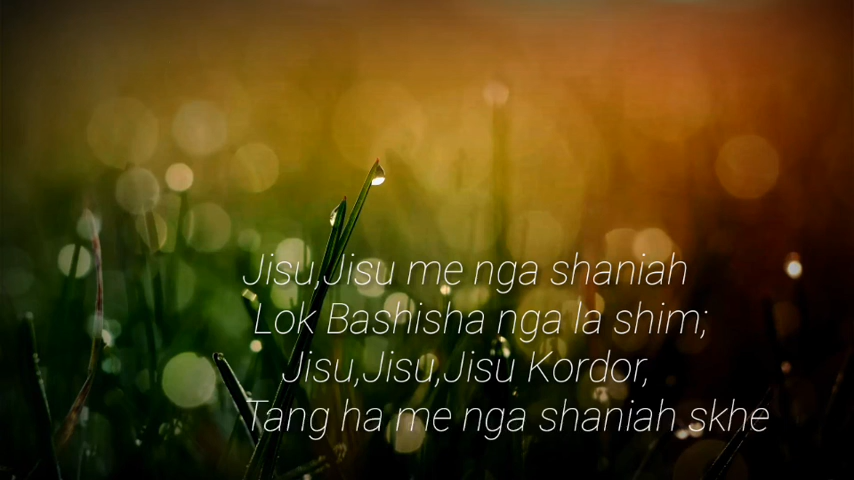 Jisu,Jisu me nga shaniah
Lok Bashisha nga la shim;
Jisu,Jisu,Jisu Kordor,
Tang ha me nga shaniah skhe